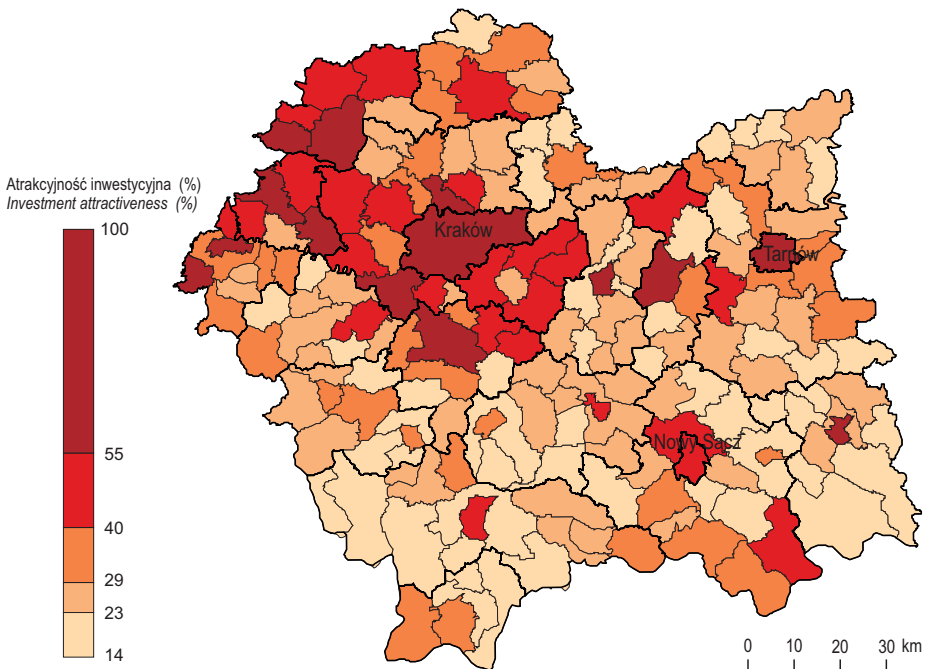 Atrakcyjność inwestycyjna (%)
Investment attractiveness (%)
100
55
40
29
23
14
Kraków
Tarnów
Nowy Sącz
0 10 20 30 km